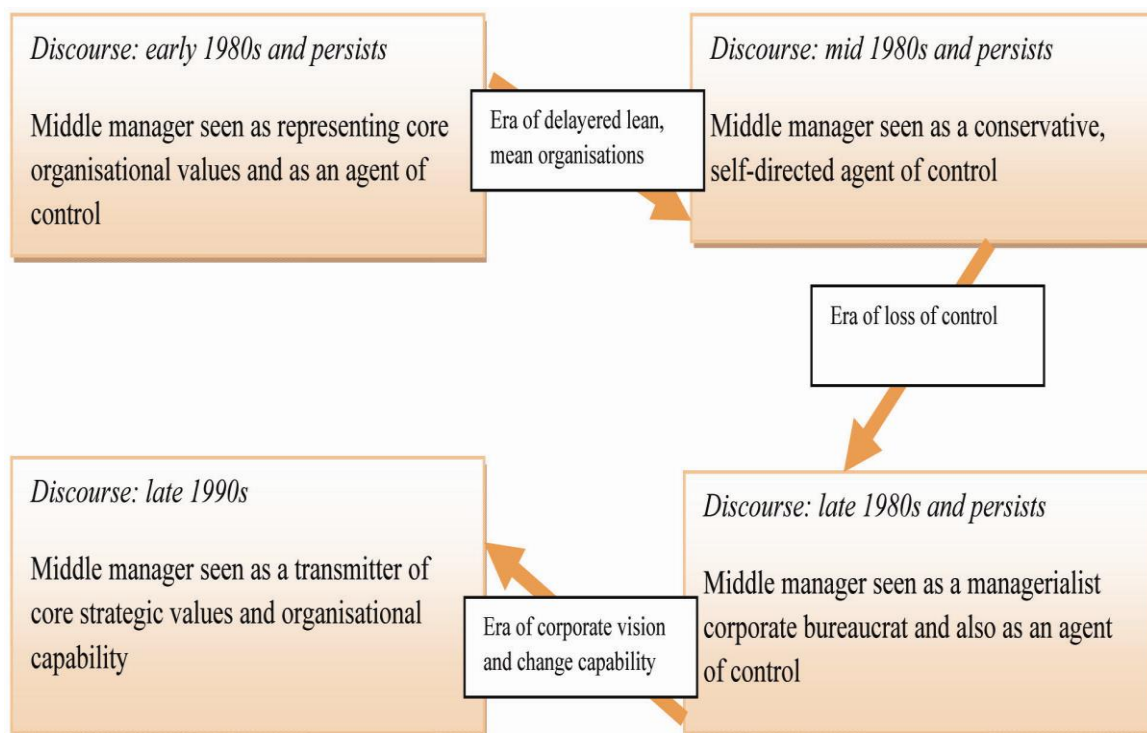 Discourse: early 1980s and persists
Middle manager seen as representing core
organisational values and as an agent of
control
Era of delayered lean,
mean organisations
Discourse: mid 1980s and persists
Middle manager seen as a conservative,
self-directed agent of control
Era of loss of control
Discourse: late 1980s and persists
Middle manager seen as a managerialist
corporate bureaucrat and also as an agent
of control
Era of corporate vision
and change capability
Discourse: late 1990s
Middle manager seen as a transmitter of
core strategic values and organisational
capability